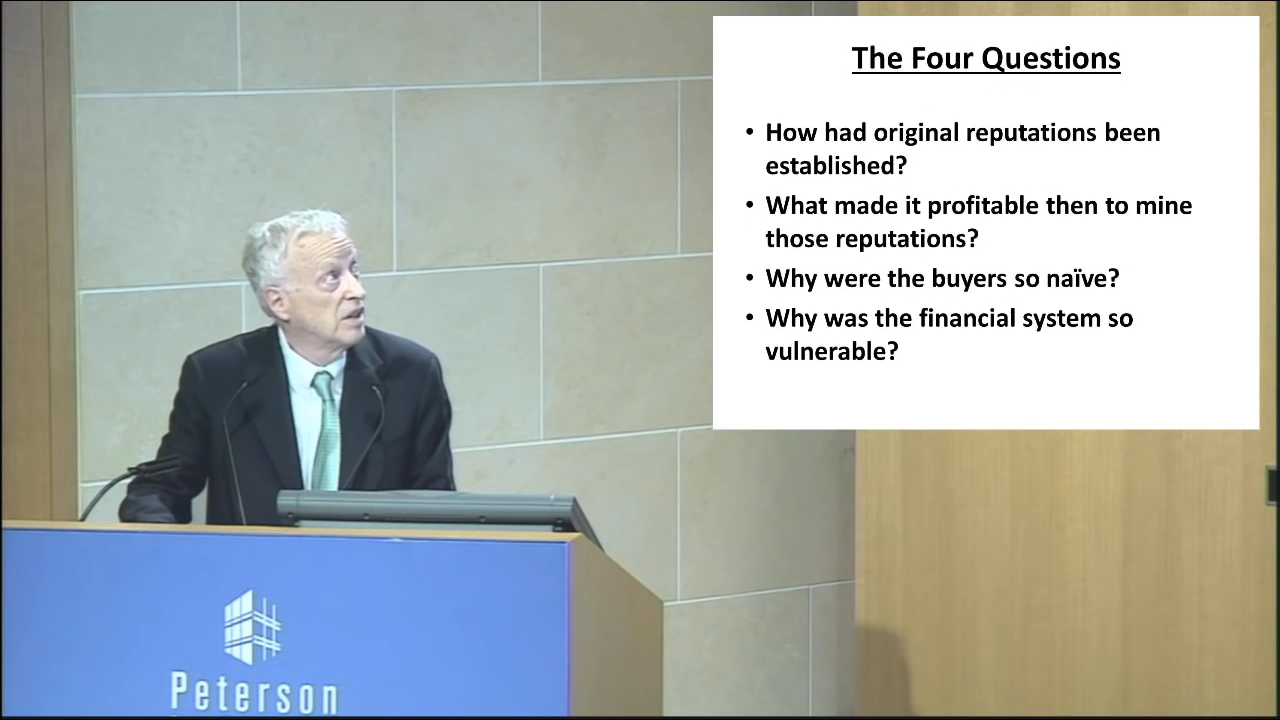 The Four Questions
• How had original reputations been
established?
• What made it profitable then to mine
those reputations?
• Why were the buyers so naïve?
• Why was the financial system so
vulnerable?
Peterson